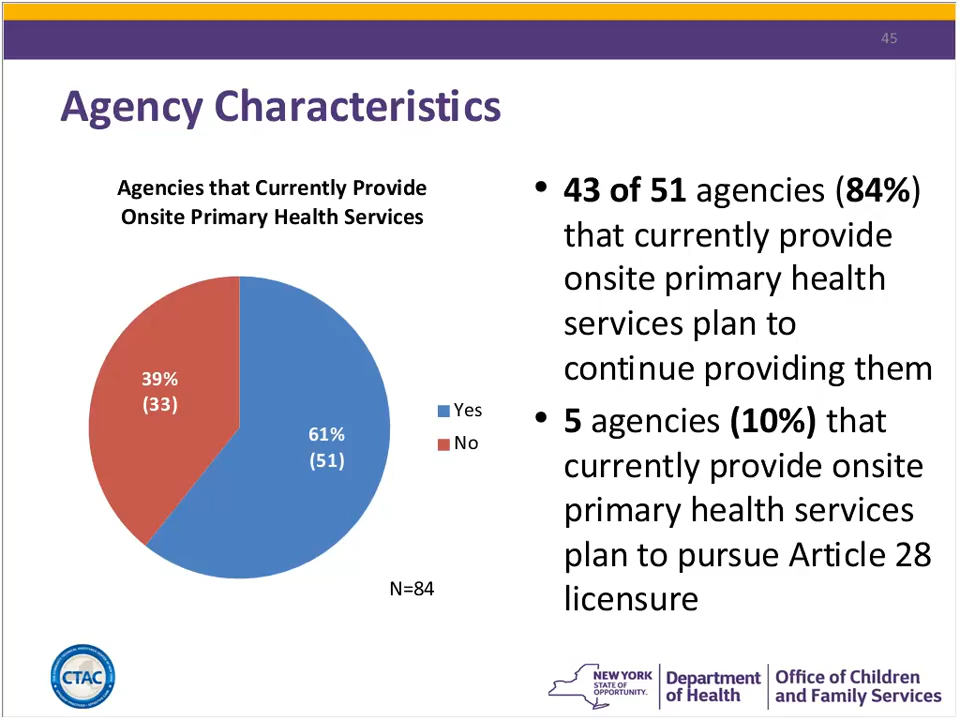 45
Agency Characteristics
Agencies that Currently Provide
Onsite Primary Health Services
39%
(33)
61%
(51)
Yes
No
N=84
• 43 of 51 agencies (84%)
that currently provide
onsite primary health
services plan to
continue providing them
• 5 agencies (10%) that
currently provide onsite
primary health services
plan to pursue Article 28
licensure
CTAC
NEW YORK
STATE OF
OPPORTUNITY.
Department
of Health
Office of Children
and Family Services